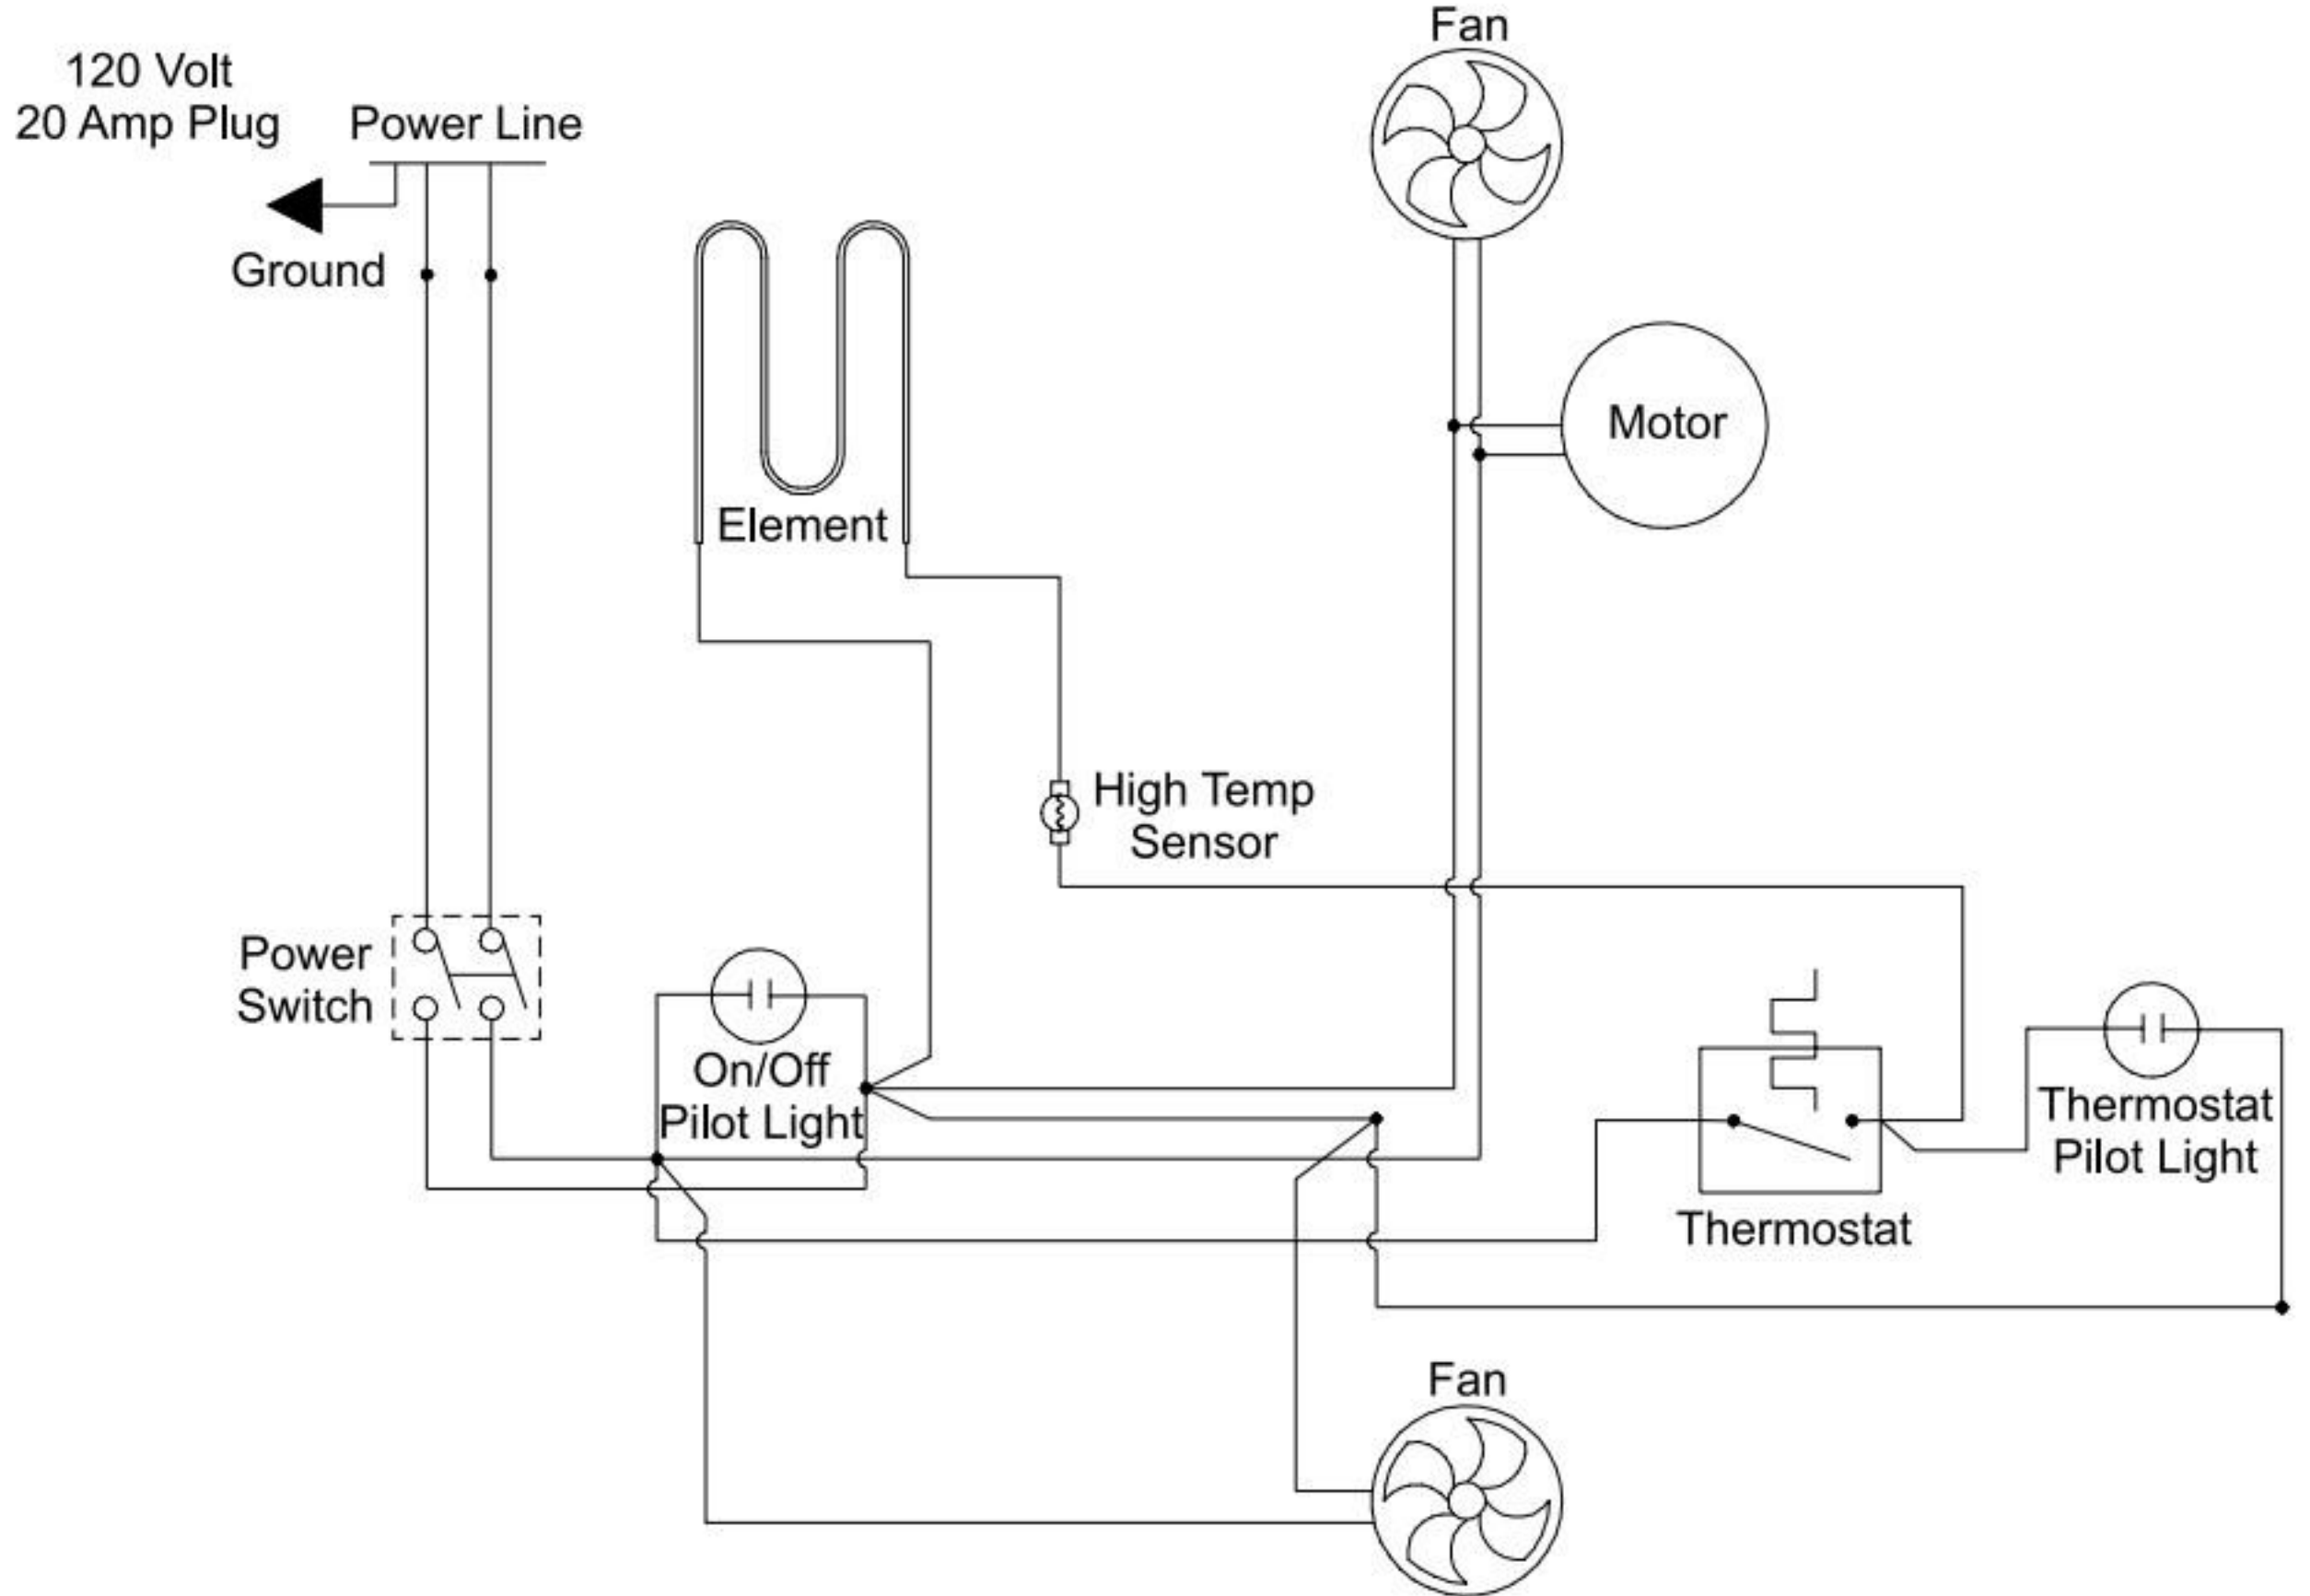 Fan
120 Volt
20 Amp Plug
Power Line
Ground
Motor
Element
High Temp
Sensor
Power
Switch
On/Off
Pilot Light
Thermostat
Pilot Light
Thermostat
Fan